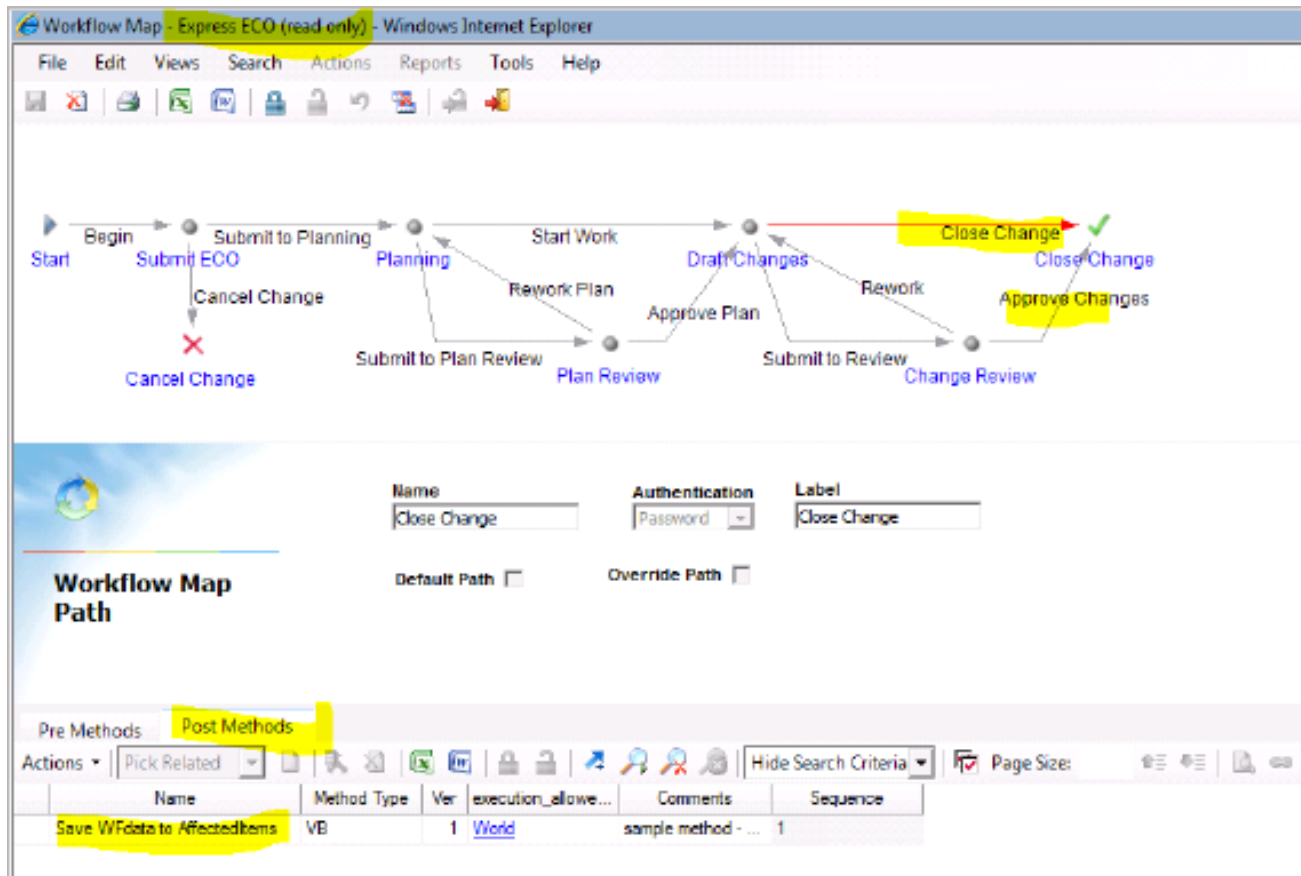 Workflow Map - Express ECO (read only) - Windows Internet Explorer
File Edit Views Search Actions Reports Tools Help
Begin Submit to Planning Start Work Close Change
Start Submit ECO Planning Draft Changes Close Change
Cancel Change Rework Plan Rework Approve Changes
Approve Plan
Submit to Plan Review Submit to Review
Cancel Change Plan Review Change Review
Name Authentication Label
Close Change Password Close Change
Default Path Override Path
Workflow Map
Path
Pre Methods Post Methods
Actions Pick Related Hide Search Criteria Page Size:
Name Method Type Ver execution_allowe... Comments Sequence
Save WFdata to AffectedItems VB 1 World sample method - ... 1